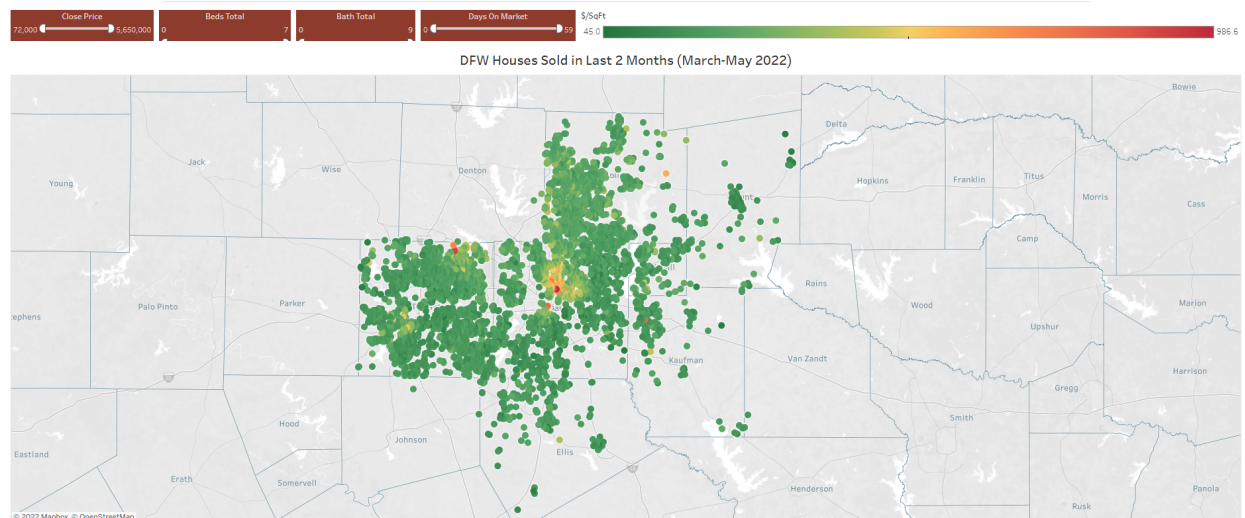 Close Price
72,000
5,650,000
Beds Total
0
7
Bath Total
0
9
Days On Market
0
59
$/SqFt
45.0
986.6
DFW Houses Sold in Last 2 Months (March-May 2022)
Bowie
Delta
Jack
Wise
Denton
Young
Hopkins
Franklin
Titus
Morris
Cass
Camp
Rains
Palo Pinto
Parker
Wood
Marion
ephens
Upshur
Kaufman
Van Zandt
Harrison
Gregg
Hood
Smith
Johnson
Ellis
Eastland
Erath
Somervell
Henderson
Panola
Rusk
© 2022 Mapbox © OpenStreetMap